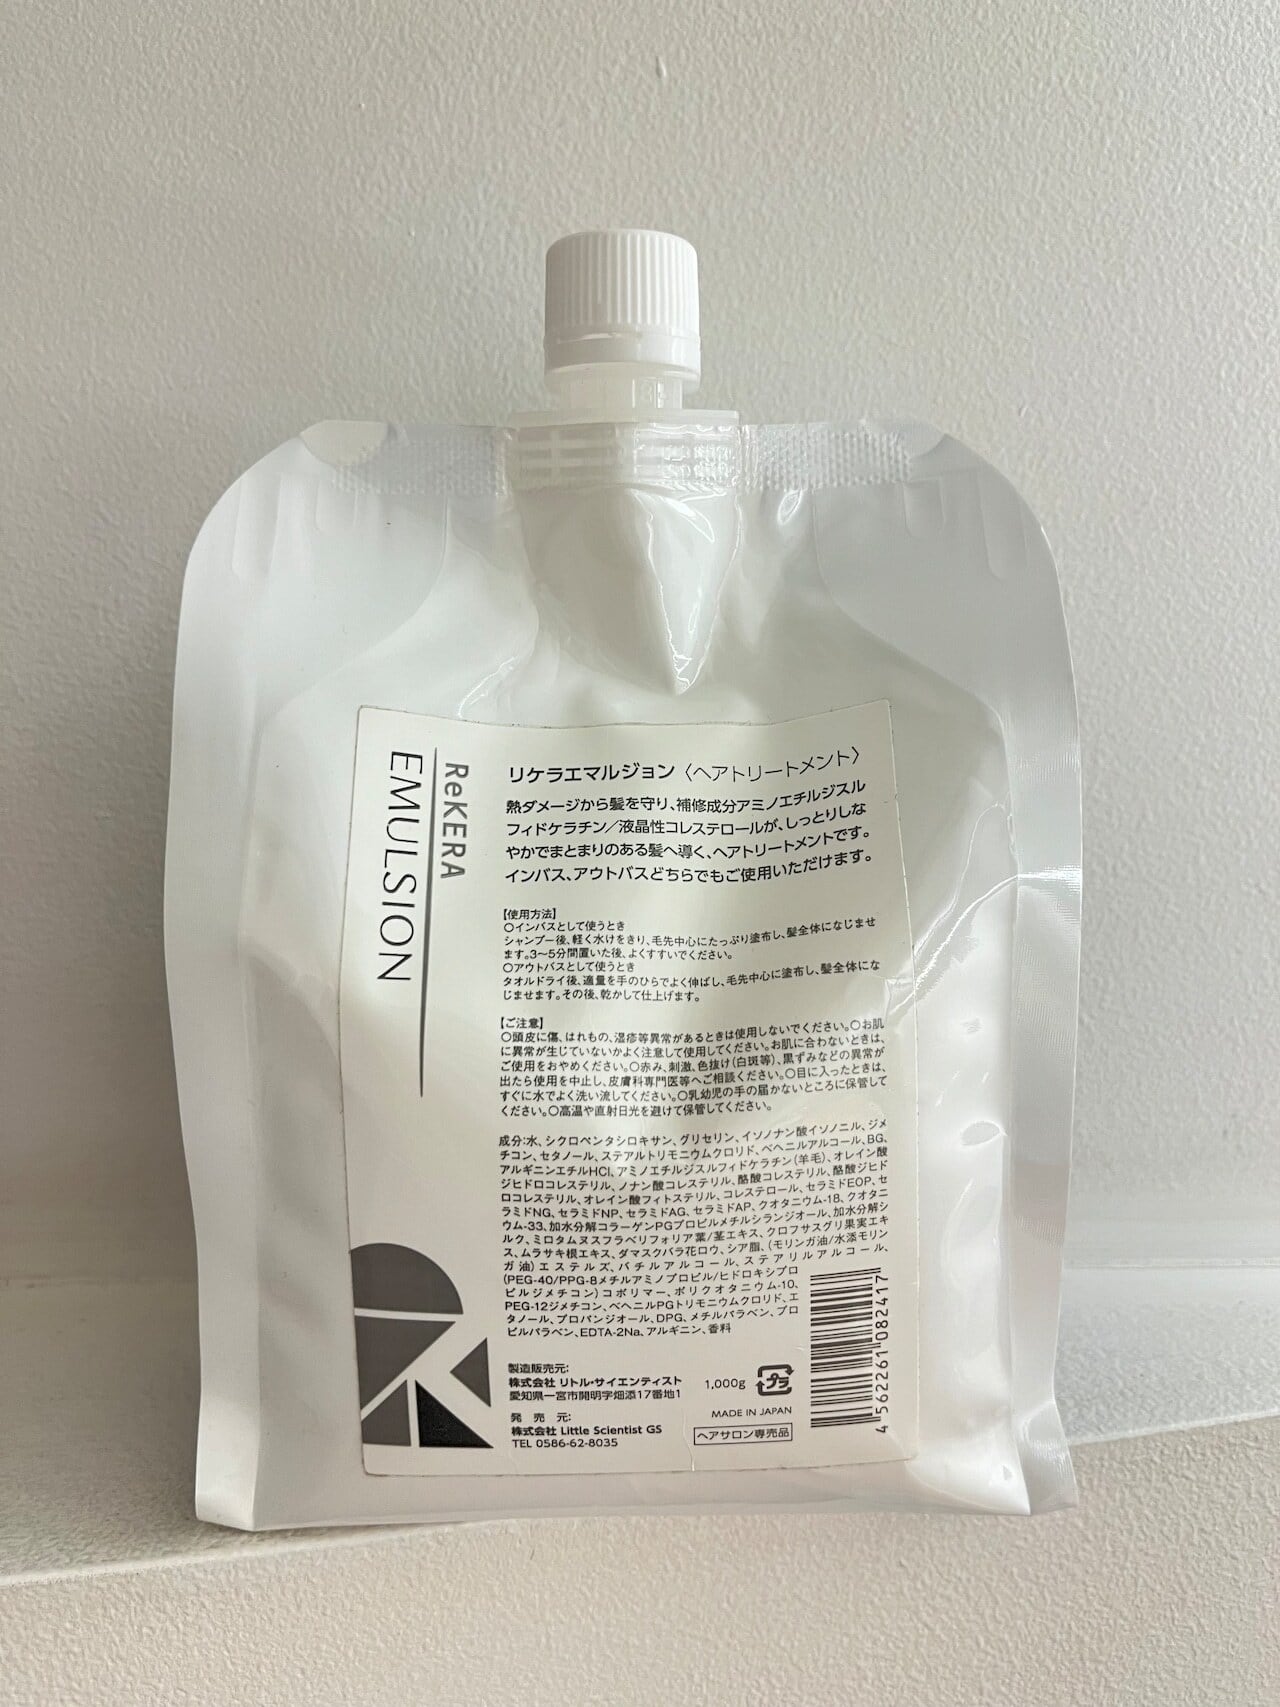 ReKERA
EMULSION
リケラエマルジョン〈ヘアトリートメント〉
熱ダメージから髪を守り、補修成分アミノエチルジスル
フィドケラチン／液晶性コレステロールが、しっとりしな
やかでまとまりのある髪へ導く、ヘアトリートメントです。
インバス、アウトバスどちらでもご使用いただけます。
【使用方法】
○インバスとして使うとき
シャンプー後、軽く水けをきり、毛先中心にたっぷり塗布し、髪全体になじませ
ます。3～5分間置いた後、よくすすいでください。
○アウトバスとして使うとき
タオルドライ後、適量を手のひらでよく伸ばし、毛先中心に塗布し、髪全体にな
じませます。その後、乾かして仕上げます。
【ご注意】
○頭皮に傷、はれもの、湿疹等異常があるときは使用しないでください。○お肌
に異常が生じていないかよく注意して使用してください。お肌に合わないときは、
ご使用をおやめください。○赤み、刺激、色抜け(白斑等)、黒ずみなどの異常が
出たら使用を中止し、皮膚科専門医等へご相談ください。○目に入ったときは、
すぐに水でよく洗い流してください。○乳幼児の手の届かないところに保管して
ください。○高温や直射日光を避けて保管してください。
成分:水、シクロペンタシロキサン、グリセリン、イソノナン酸イソノニル、ジメ
チコン、セタノール、ステアルトリモニウムクロリド、ベヘニルアルコール、BG、
アルギニンエチルHCl、アミノエチルジスルフィドケラチン(羊毛)、オレイン酸
ジヒドロコレステリル、ノナン酸コレステリル、酪酸コレステリル、酪酸ジヒド
ロコレステリル、オレイン酸フィトステリル、コレステロール、セラミドEOP、セ
ラミドNG、セラミドNP、セラミドAG、セラミドAP、クオタニウム-18、クオタニ
ウム-33、加水分解コラーゲンPGプロピルメチルシランジオール、加水分解シ
ルク、ミロタムヌスフラベリフォリア葉/茎エキス、クロフサスグリ果実エキ
ス、ムラサキ根エキス、ダマスクバラ花ロウ、シア脂、(モリンガ油/水添モリン
ガ油)エステルズ、バチルアルコール、ステアリルアルコール、
(PEG-40/PPG-8メチルアミノプロピル/ヒドロキシプロ
ピルジメチコン)コポリマー、ポリクオタニウム-10、
PEG-12ジメチコン、ベヘニルPGトリモニウムクロリド、エ
タノール、プロパンジオール、DPG、メチルパラベン、プロ
ピルパラベン、EDTA-2Na、アルギニン、香料
製造販売元:
株式会社 リトル・サイエンティスト
愛知県一宮市開明字畑添17番地1
発 売 元:
株式会社 Little Scientist GS
TEL 0586-62-8035
1,000g
プラ
MADE IN JAPAN
ヘアサロン専売品
4 562261 082417